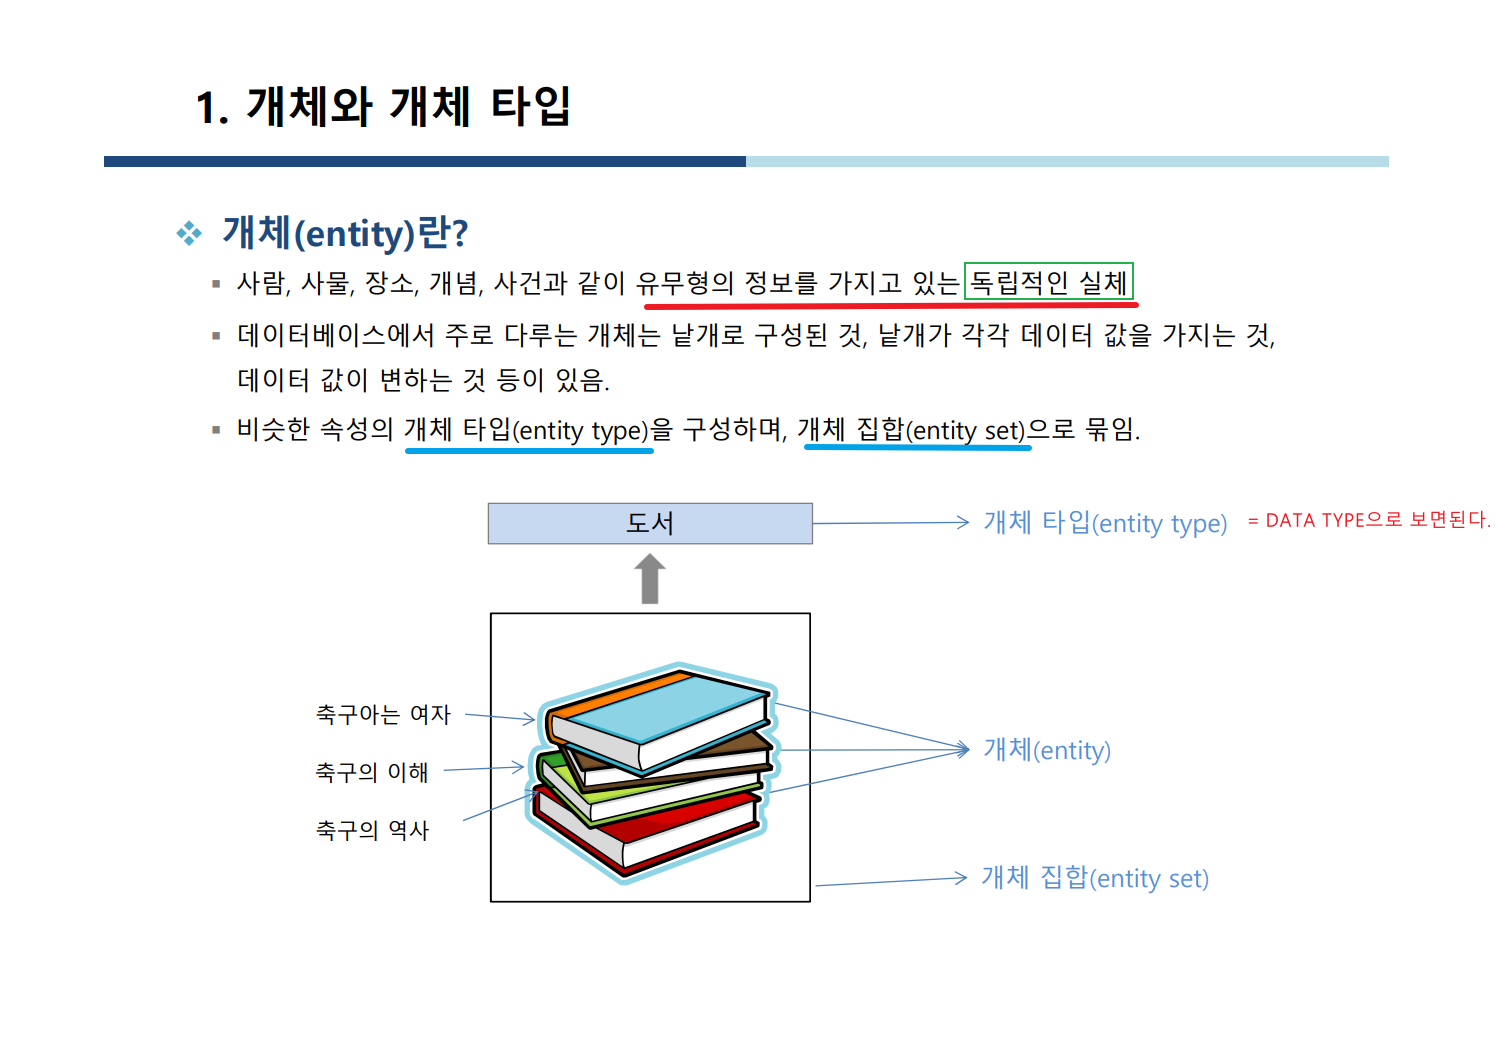 1. 개체와 개체 타입
개체(entity)란?
사람, 사물, 장소, 개념, 사건과 같이 유무형의 정보를 가지고 있는 독립적인 실체
데이터베이스에서 주로 다루는 개체는 낱개로 구성된 것, 낱개가 각각 데이터 값을 가지는 것,
데이터 값이 변하는 것 등이 있음.
비슷한 속성의 개체 타입(entity type)을 구성하며, 개체 집합(entity set)으로 묶임.
도서
개체 타입(entity type)
= DATA TYPE으로 보면된다.
축구아는 여자
축구의 이해
축구의 역사
개체(entity)
개체 집합(entity set)